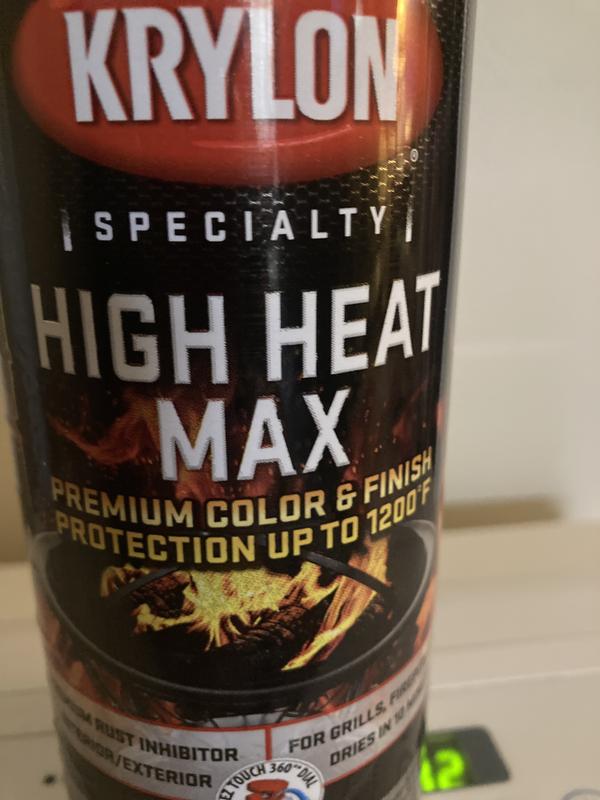 KRYLON
®
SPECIALTY
HIGH HEAT
MAX
PREMIUM COLOR & FINISH
PROTECTION UP TO 1200°F
RUST INHIBITOR
/EXTERIOR
FOR GRILLS,
DRIES IN 10
EZ TOUCH 360° DIAL